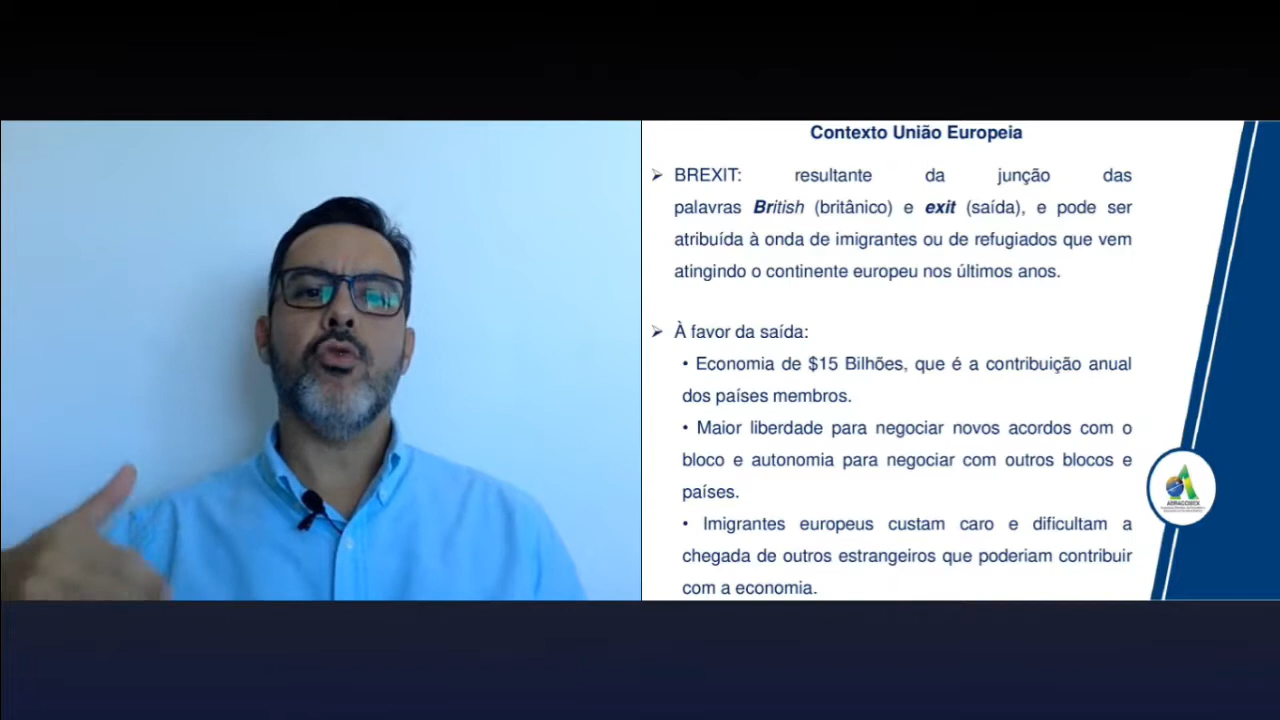 Contexto União Europeia
➢ BREXIT: resultante da junção das
palavras British (britânico) e exit (saída), e pode ser
atribuída à onda de imigrantes ou de refugiados que vem
atingindo o continente europeu nos últimos anos.
➢ À favor da saída:
• Economia de $15 Bilhões, que é a contribuição anual
dos países membros.
• Maior liberdade para negociar novos acordos com o
bloco e autonomia para negociar com outros blocos e
países.
• Imigrantes europeus custam caro e dificultam a
chegada de outros estrangeiros que poderiam contribuir
com a economia.